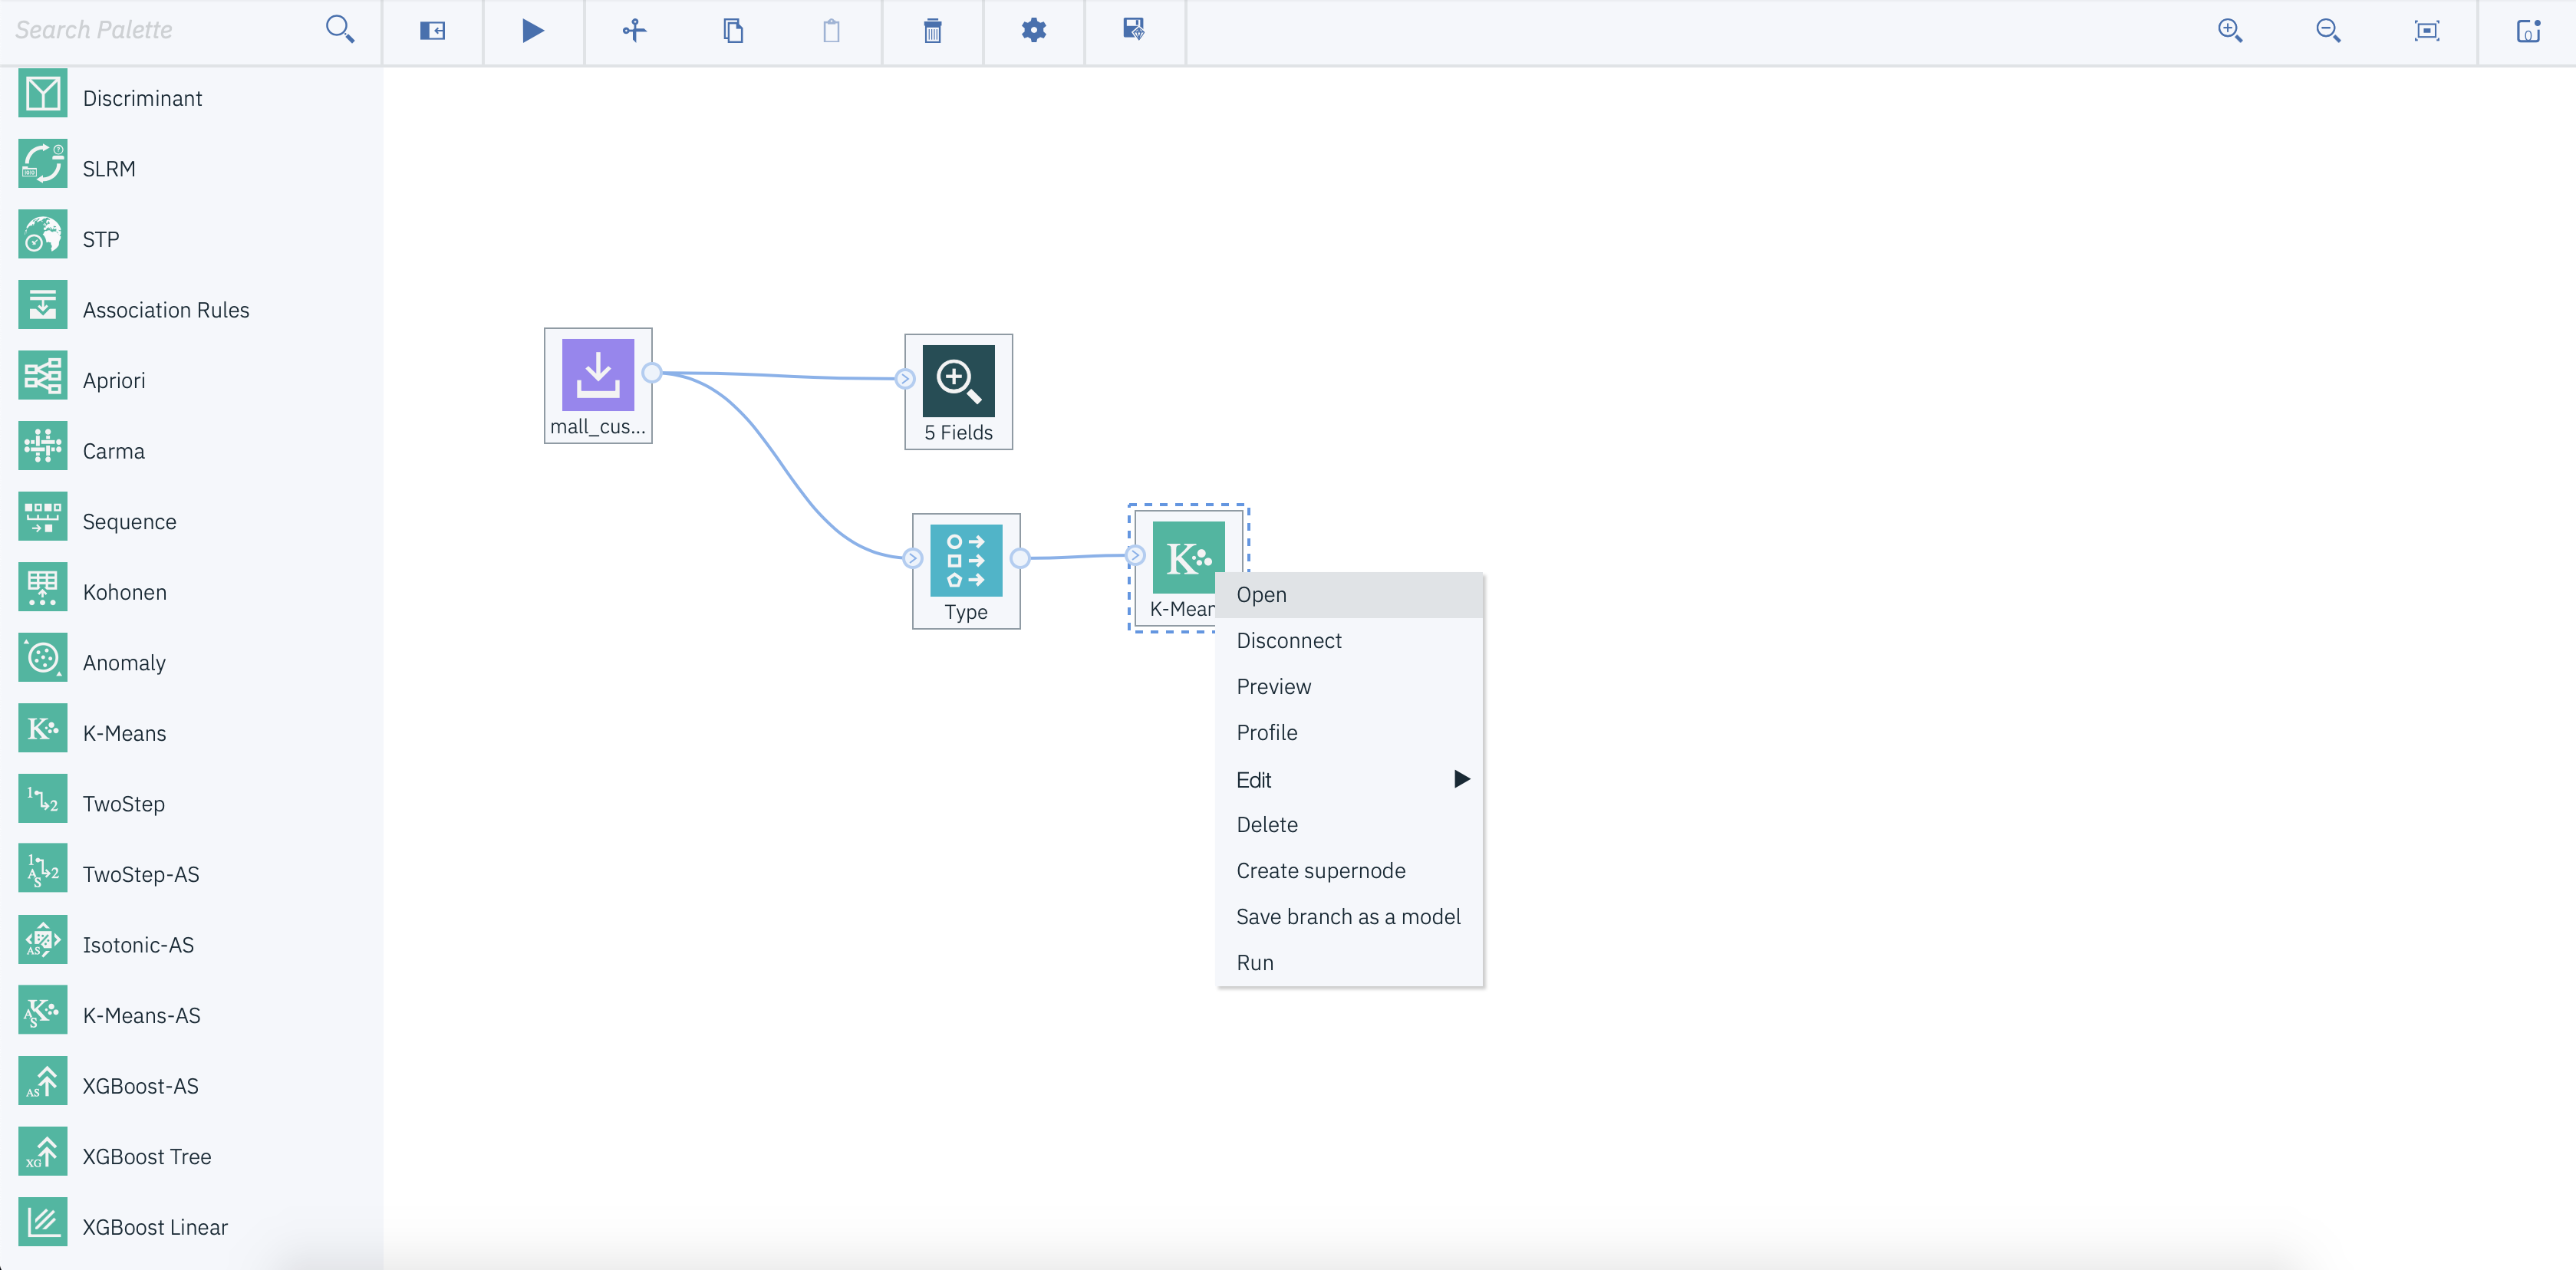 Search Palette
Discriminant
SLRM
STP
Association Rules
Apriori
Carma
Sequence
Kohonen
Anomaly
K-Means
TwoStep
TwoStep-AS
Isotonic-AS
K-Means-AS
XGBoost-AS
XGBoost Tree
XGBoost Linear
mall_cus...
5 Fields
Type
K-Mean
Open
Disconnect
Preview
Profile
Edit
Delete
Create supernode
Save branch as a model
Run